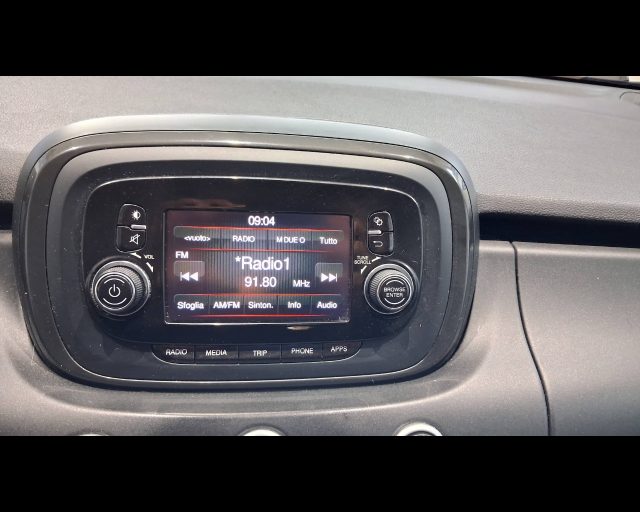 09:04
<vuoto> RADIO M DUE O Tutto
FM
*Radio1
91.80 MHz
Sfoglia AM/FM Sinton. Info Audio
VOL
TUNE
SCROLL
BROWSE
ENTER
RADIO MEDIA TRIP PHONE APPS